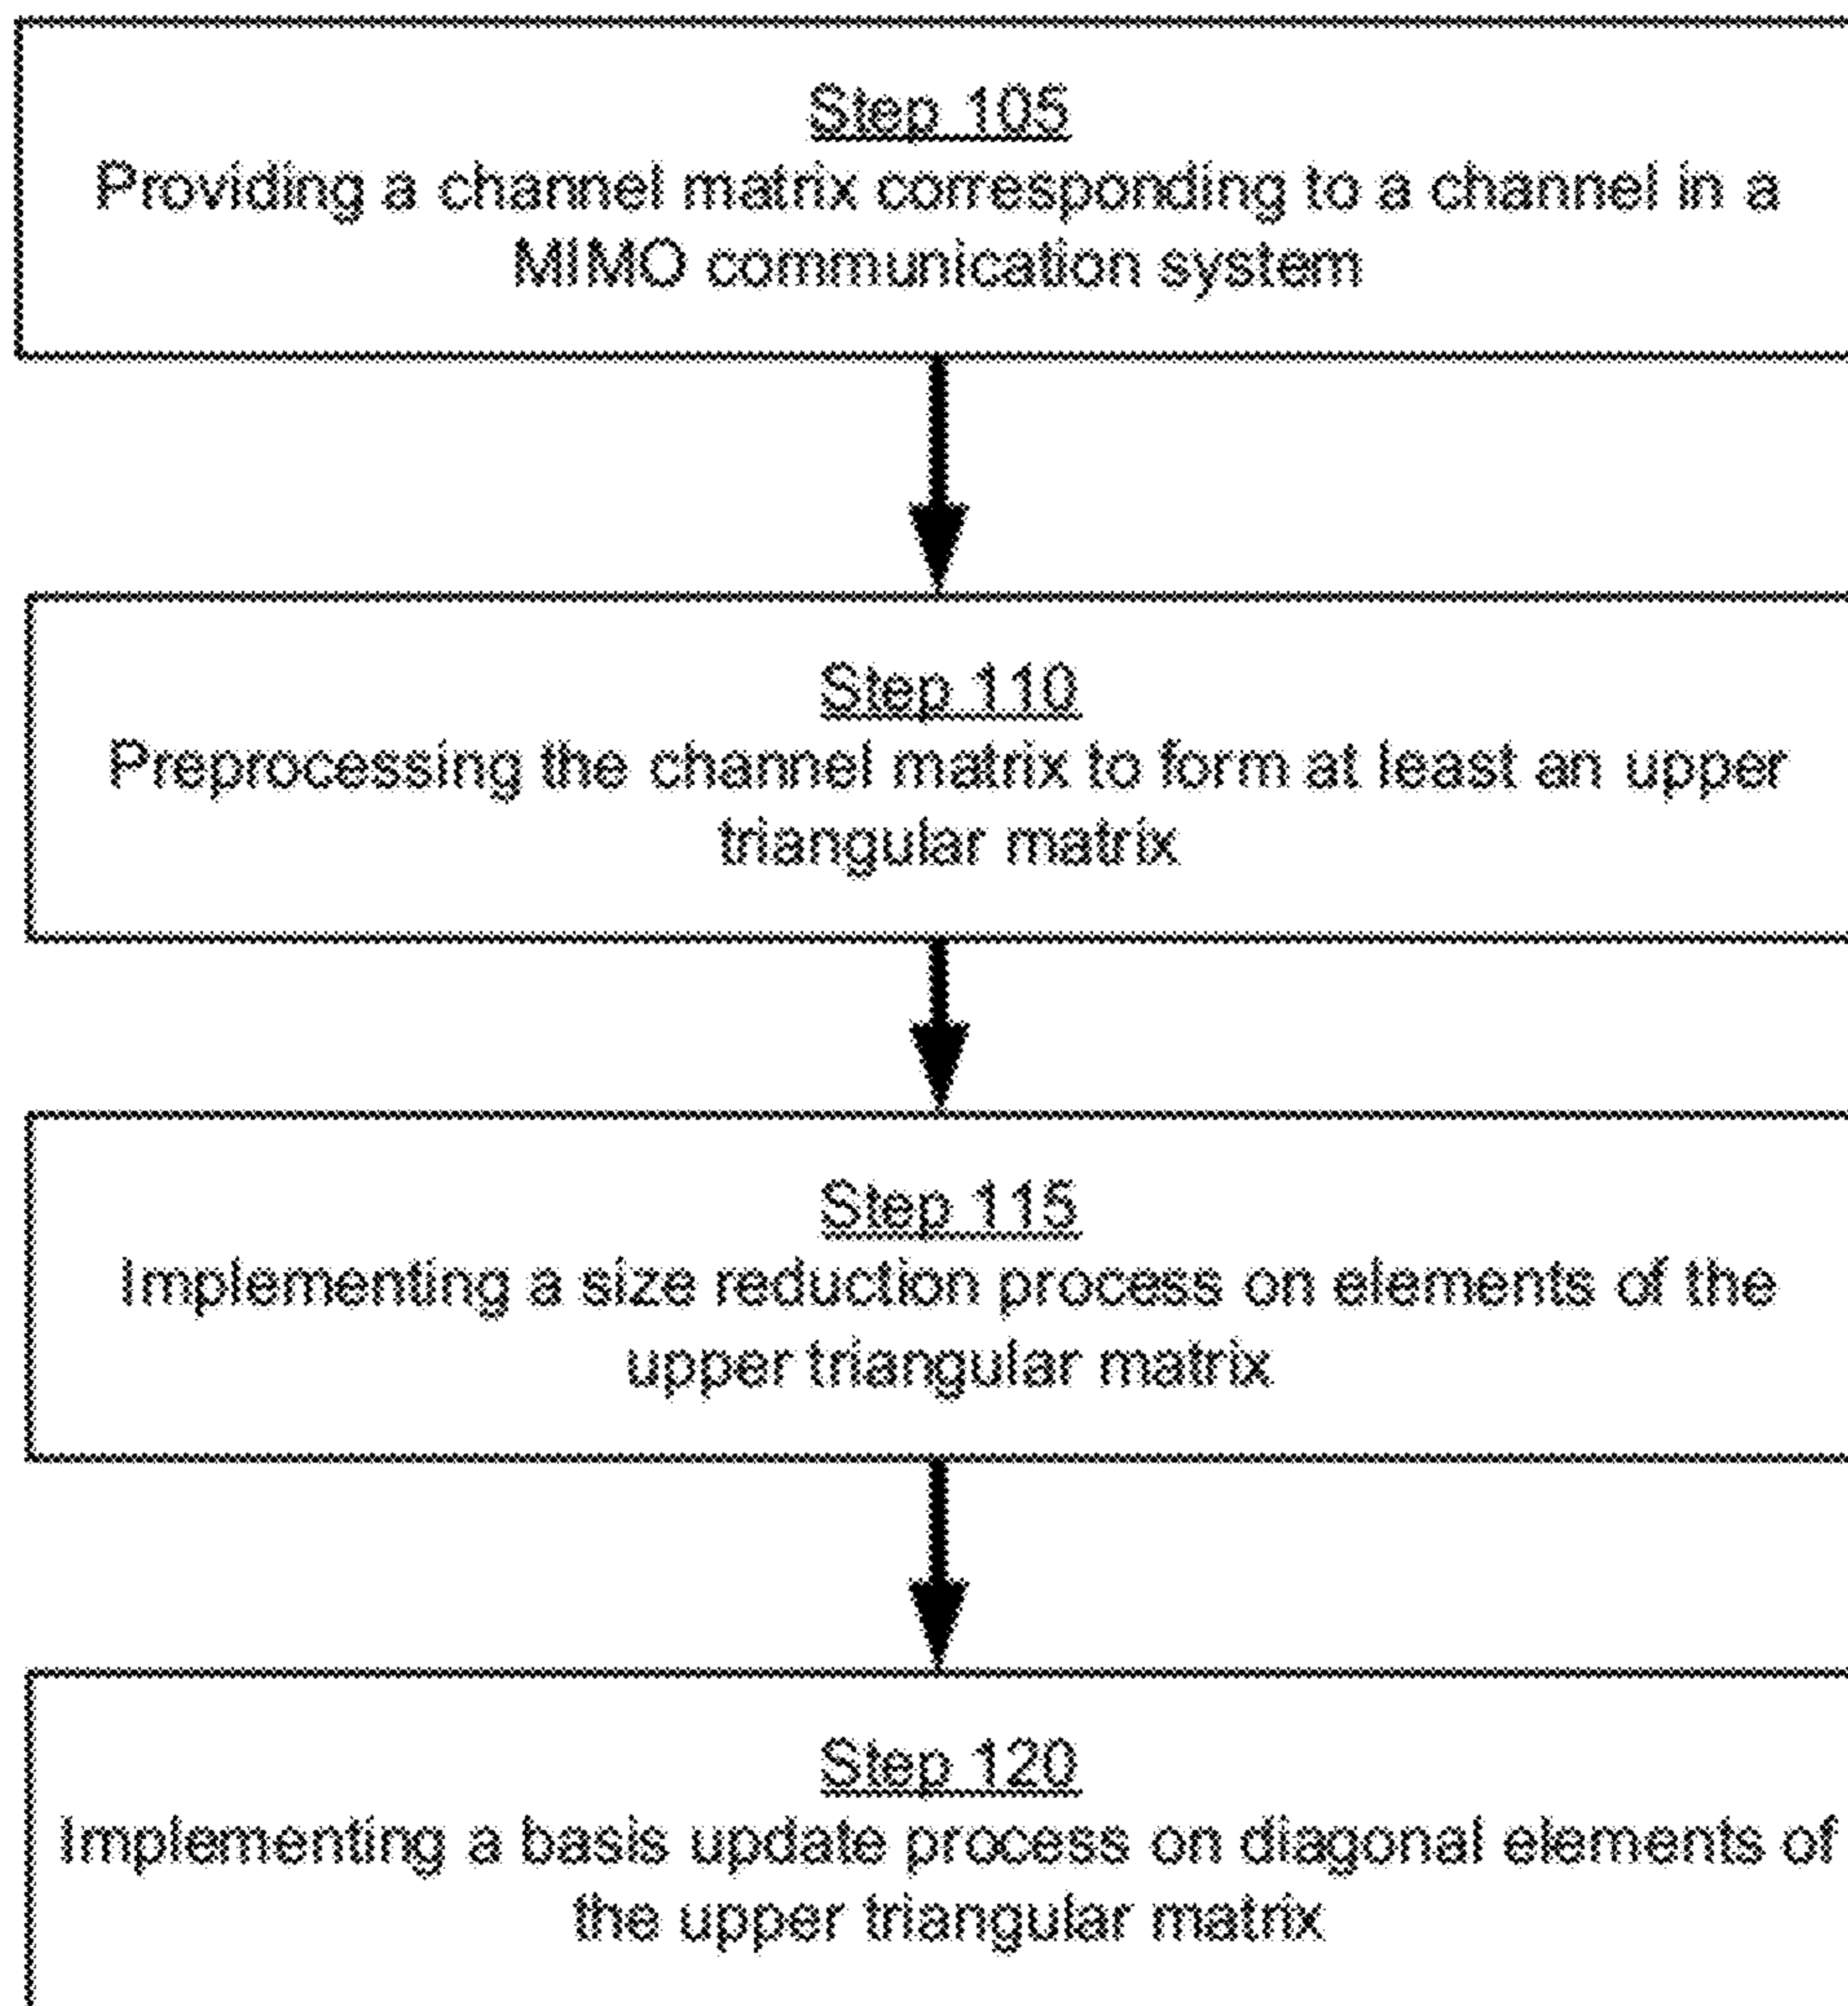 Step 105
Providing a channel matrix corresponding to a channel in a
MIMO communication system
Step 110
Preprocessing the channel matrix to form at least an upper
triangular matrix
Step 115
Implementing a size reduction process on elements of the
upper triangular matrix
Step 120
Implementing a basis update process on diagonal elements of
the upper triangular matrix